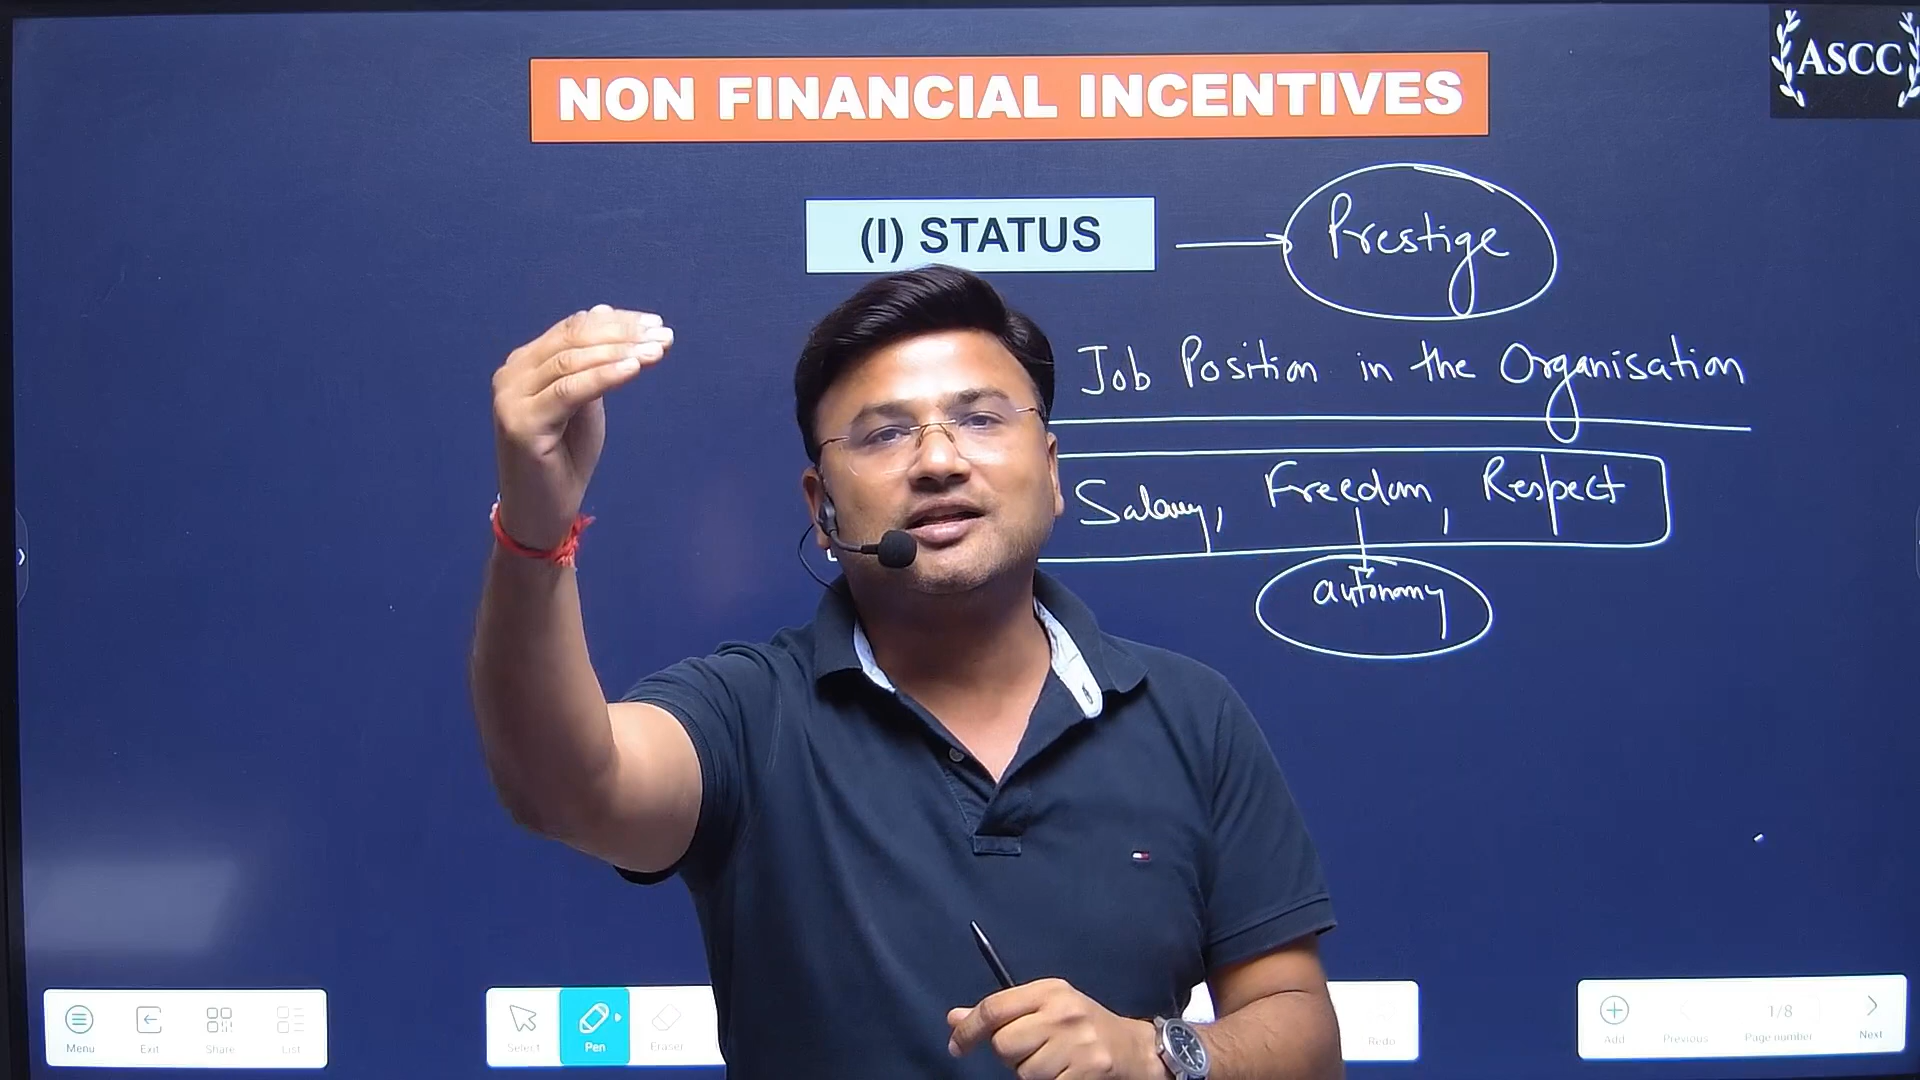 ASCC
NON FINANCIAL INCENTIVES
(I) STATUS
Prestige
Job Position in the Organisation
Salary, Freedom, Respect
autonomy
Menu
Exit
Share
List
Select
Pen
Eraser
Redo
Add
Previous
1/8
Page number
Next